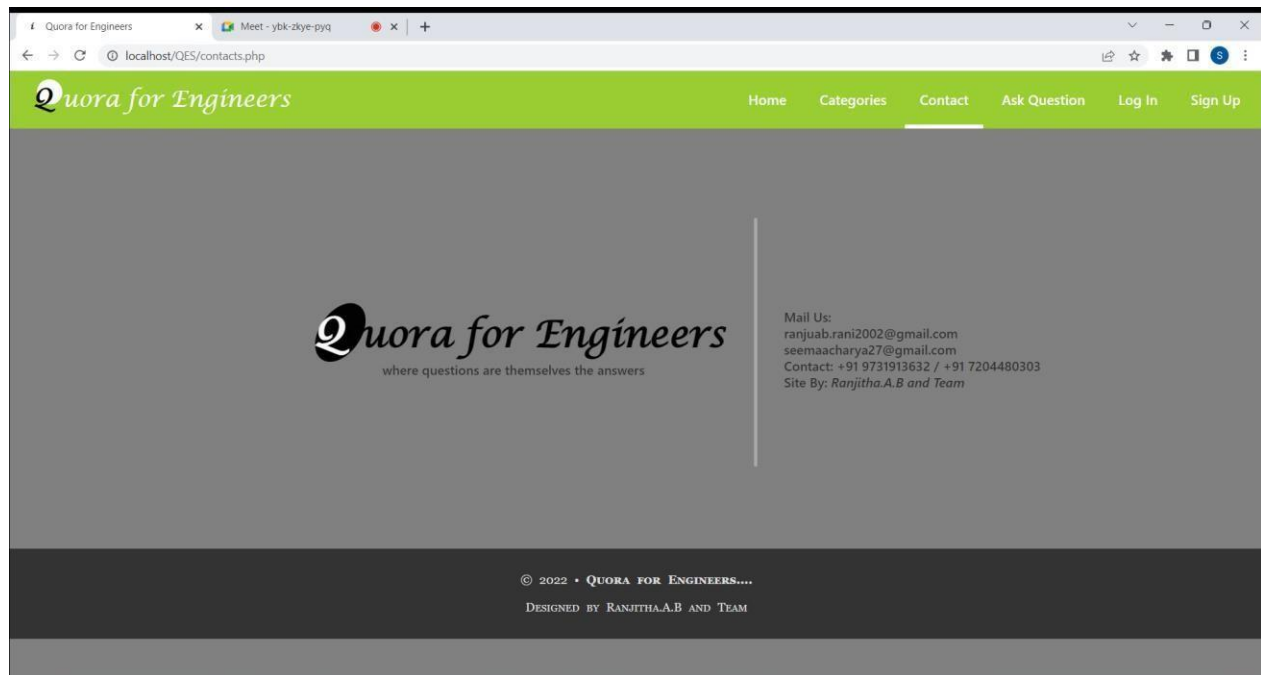 Quora for Engineers
Meet - ybk-zkye-pyq
localhost/QES/contacts.php
S
Quora for Engineers
Home Categories Contact Ask Question Log In Sign Up
Quora for Engineers
where questions are themselves the answers
Mail Us:
ranjuab.rani2002@gmail.com
seemaacharya27@gmail.com
Contact: +91 9731913632 / +91 7204480303
Site By: Ranjitha.A.B and Team
© 2022 • Quora for Engineers....
Designed by Ranjitha.A.B and Team